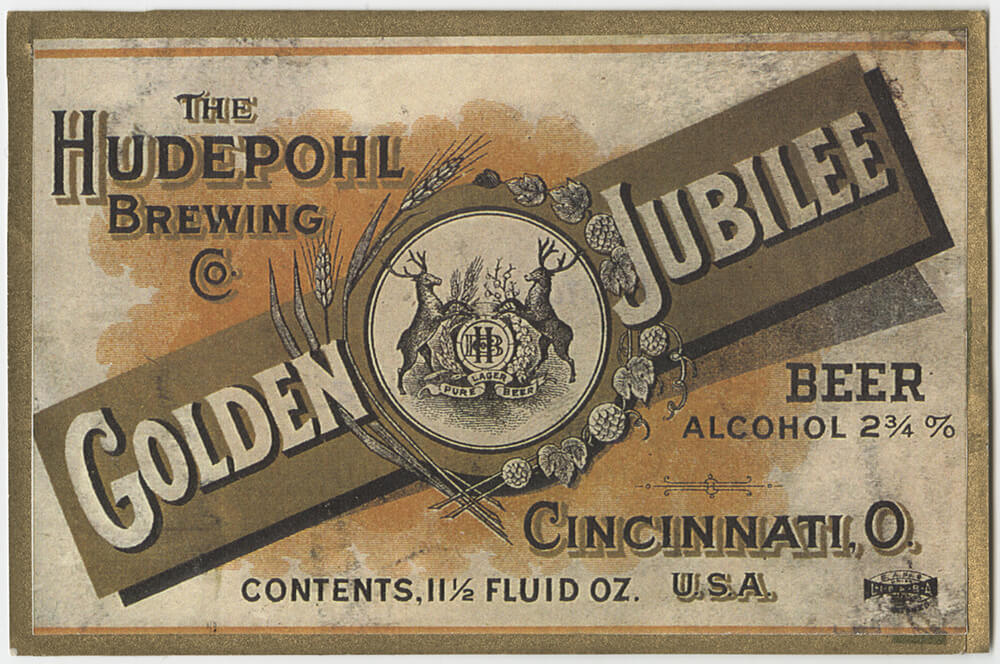 THE
HUDEPOHL
BREWING
CO.
GOLDEN JUBILEE
LAGER
PURE BEER
BEER
ALCOHOL 2¾ %
CINCINNATI, O.
CONTENTS, 11½ FLUID OZ. U.S.A.